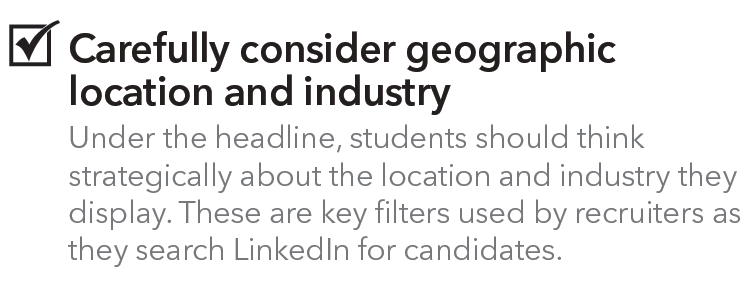 Carefully consider geographic
location and industry
Under the headline, students should think
strategically about the location and industry they
display. These are key filters used by recruiters as
they search LinkedIn for candidates.